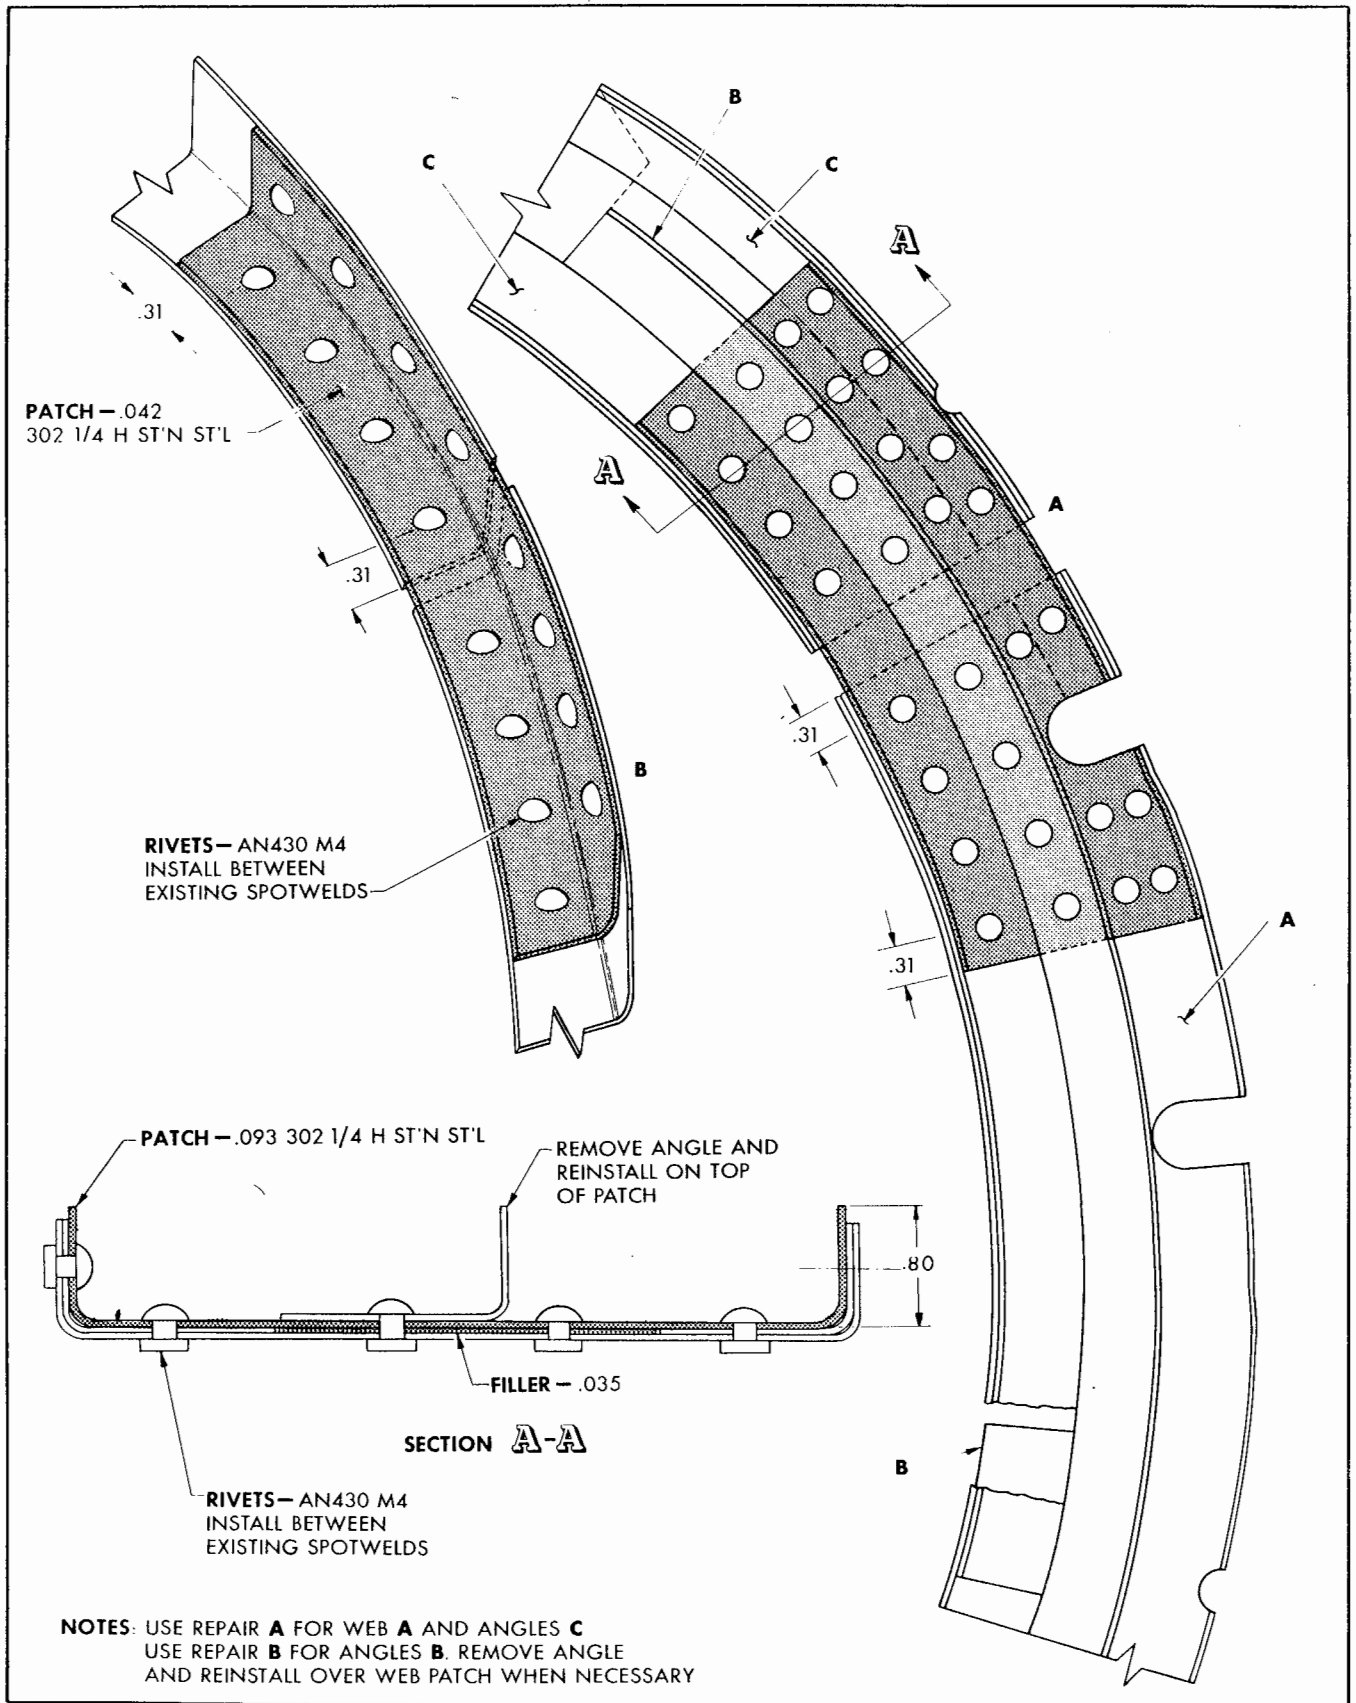 B
C
C
A
.31
PATCH — .042
302 1/4 H ST'N ST'L
A
A
.31
.31
B
RIVETS — AN430 M4
INSTALL BETWEEN
EXISTING SPOTWELDS
A
.31
PATCH — .093 302 1/4 H ST'N ST'L
REMOVE ANGLE AND
REINSTALL ON TOP
OF PATCH
.80
FILLER — .035
SECTION A-A
B
RIVETS — AN430 M4
INSTALL BETWEEN
EXISTING SPOTWELDS
NOTES: USE REPAIR A FOR WEB A AND ANGLES C
USE REPAIR B FOR ANGLES B. REMOVE ANGLE
AND REINSTALL OVER WEB PATCH WHEN NECESSARY